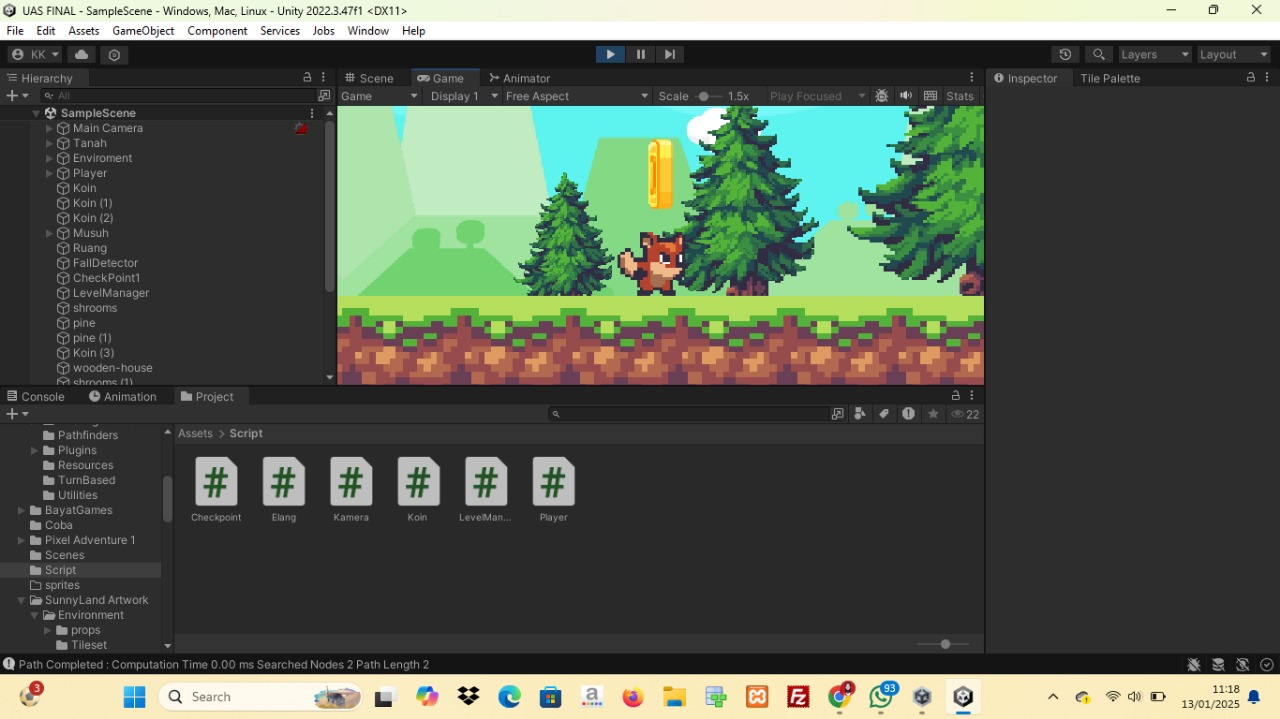 UAS FINAL - SampleScene - Windows, Mac, Linux - Unity 2022.3.47f1 <DX11>
File Edit Assets GameObject Component Services Jobs Window Help
KK Layers Layout
Hierarchy Scene Game Animator Inspector Tile Palette
All Game Display 1 Free Aspect Scale 1.5x Play Focused Stats
SampleScene
Main Camera
Tanah
Enviroment
Player
Koin
Koin (1)
Koin (2)
Musuh
Ruang
FallDetector
CheckPoint1
LevelManager
shrooms
pine
pine (1)
Koin (3)
wooden-house
shrooms (1)
Console Animation Project
22
Assets > Script
Pathfinders
Plugins
Resources
TurnBased
Utilities
BayatGames
Coba
Pixel Adventure 1
Scenes
Script
sprites
SunnyLand Artwork
Environment
props
Tileset
# # # # # #
Checkpoint Elang Kamera Koin LevelMan... Player
Path Completed : Computation Time 0.00 ms Searched Nodes 2 Path Length 2
3 Search 93 11:18
13/01/2025